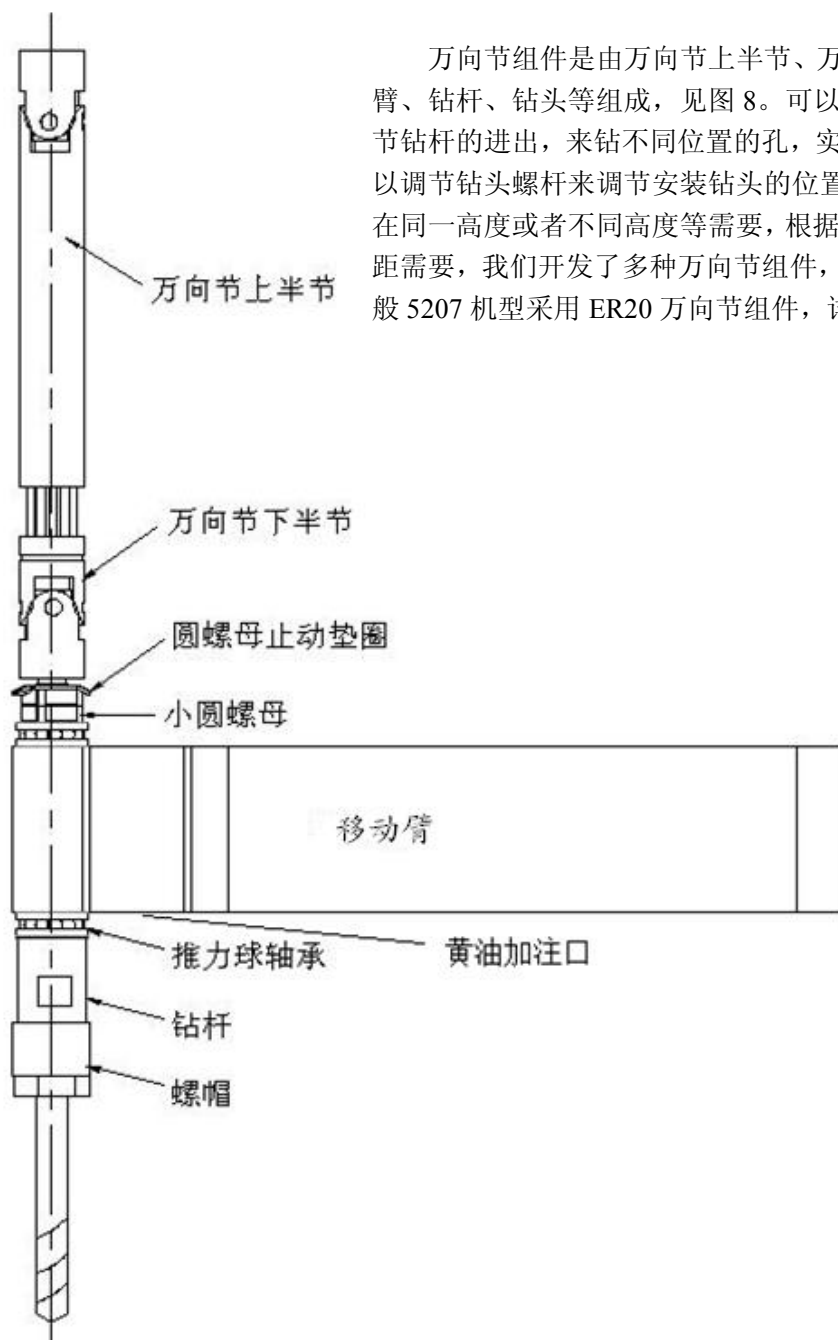 万向节组件是由万向节上半节、万
臂、钻杆、钻头等组成，见图 8。可以
节钻杆的进出，来钻不同位置的孔，实
以调节钻头螺杆来调节安装钻头的位置
在同一高度或者不同高度等需要，根据
距需要，我们开发了多种万向节组件，
般 5207 机型采用 ER20 万向节组件，
万向节上半节
万向节下半节
圆螺母止动垫圈
小圆螺母
移动臂
推力球轴承
黄油加注口
钻杆
螺帽